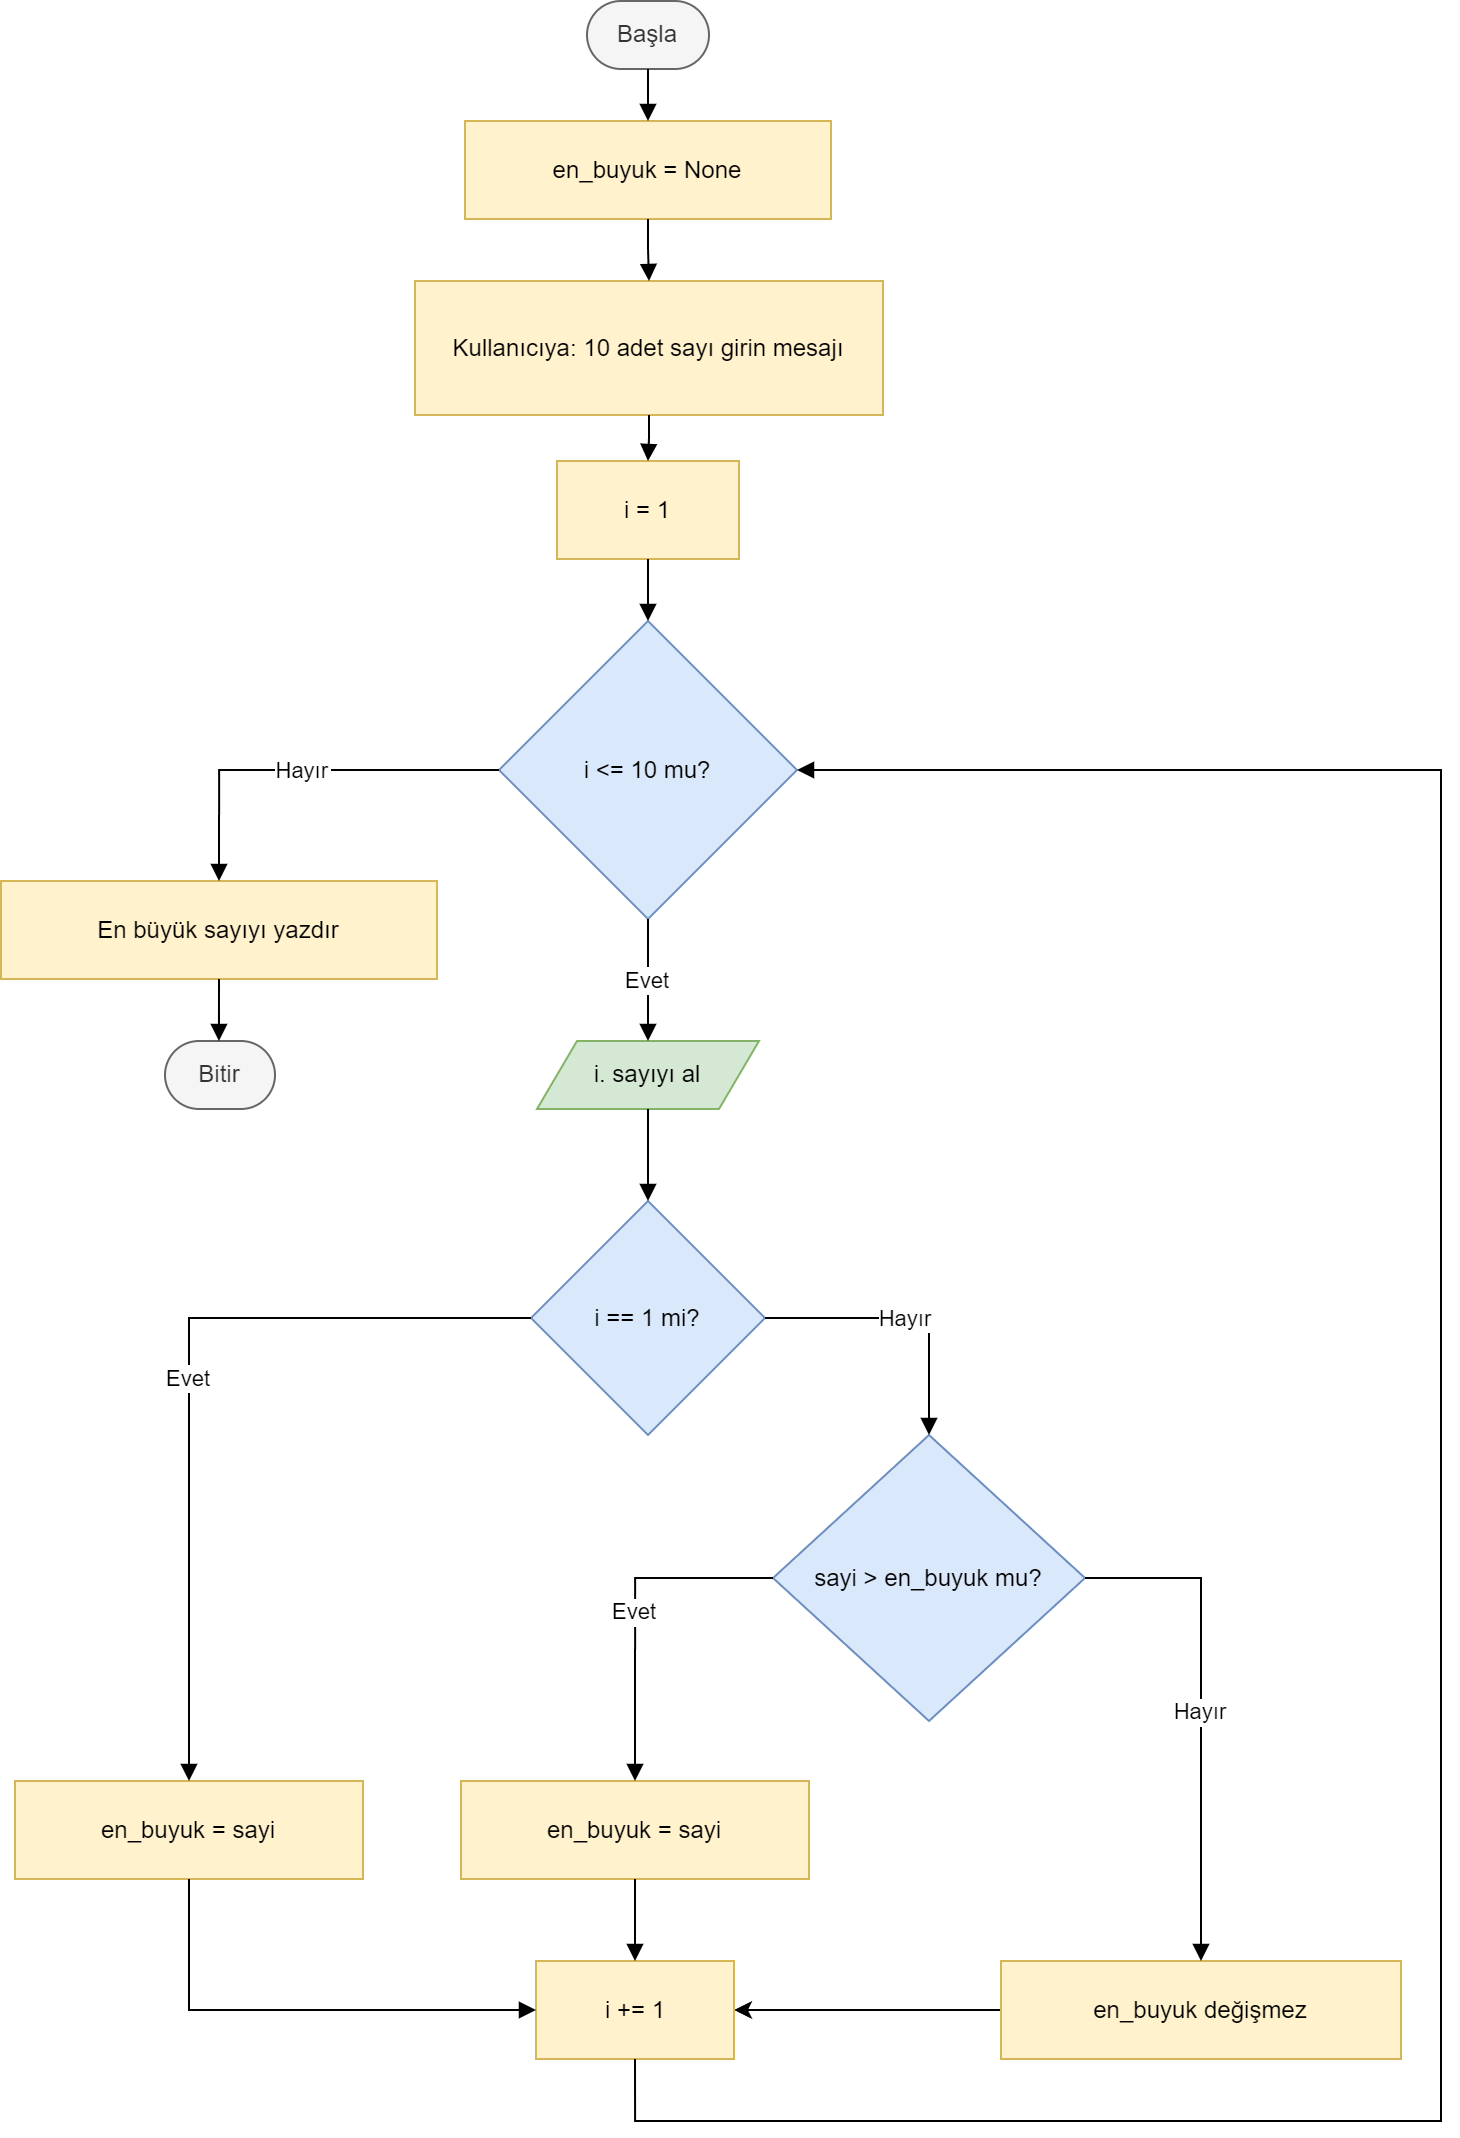 Başla
en_buyuk = None
Kullanıcıya: 10 adet sayı girin mesajı
i = 1
i <= 10 mu?
Hayır
En büyük sayıyı yazdır
Bitir
Evet
i. sayıyı al
i == 1 mi?
Evet
Hayır
sayi > en_buyuk mu?
Evet
Hayır
en_buyuk = sayi
en_buyuk = sayi
i += 1
en_buyuk değişmez